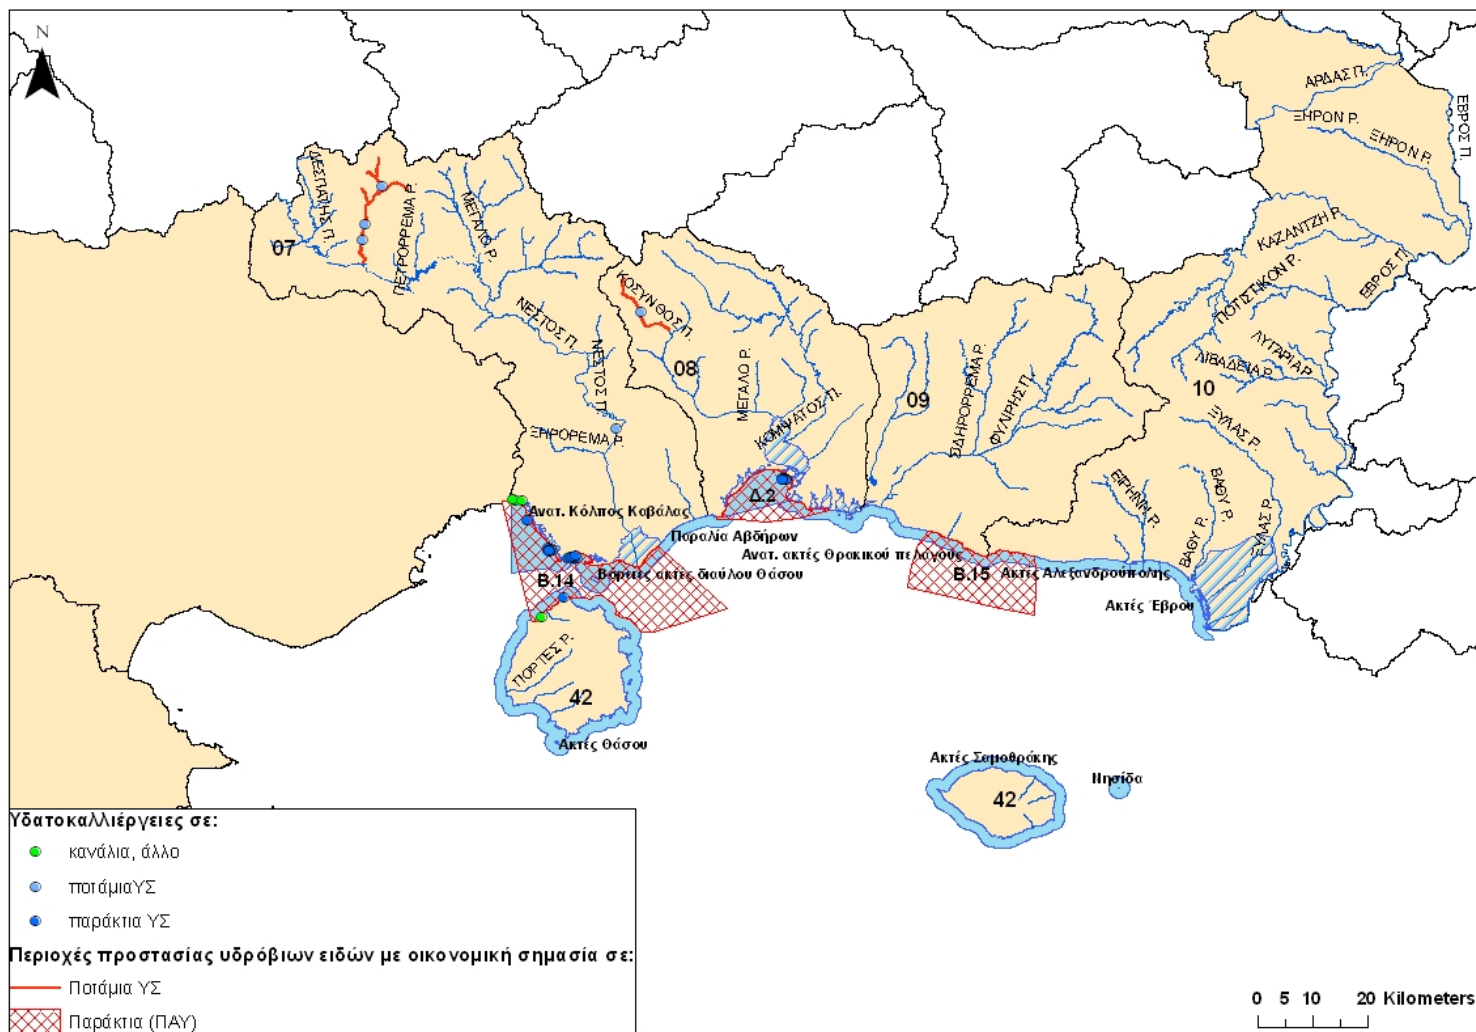 N
ΑΡΔΑΣ Π.
ΞΗΡΟΝ Ρ.
ΕΒΡΟΣ Π.
ΞΗΡΟΝ Ρ.
ΔΕΣΠΑΤΗΣ Π.
07
ΠΕΤΡΟΡΡΕΜΑ Ρ.
ΜΕΓΑΛΟ Ρ.
ΚΑΖΑΝΤΖΗ Ρ.
ΠΟΤΙΣΤΙΚΟΝ Ρ.
ΕΒΡΟΣ Π.
ΚΟΣΥΝΘΟΣ Π.
ΝΕΣΤΟΣ Π.
ΝΕΣΤΟΣ Π.
08
ΜΕΓΑΛΟ Ρ.
ΚΟΜΨΑΤΟΣ Π.
09
ΣΙΔΗΡΟΡΡΕΜΑ Ρ.
ΦΥΛΙΡΗΣ Π.
ΛΥΓΑΡΙΑ Ρ.
ΛΙΒΑΔΕΙΑ Ρ.
10
ΞΥΛΑΣ Ρ.
ΞΗΡΟΡΕΜΑ Ρ.
ΕΙΡΗΝΗ Ρ.
ΒΑΘΥ Ρ.
ΒΑΘΥ Ρ.
ΞΥΛΑΣ Ρ.
Δ.2
Ανατ. Κόλπος Καβάλας
Παραλία Αβδήρων
Ανατ. ακτές Θρακικού πελάγους
Β.14
Βόρειες ακτές διαύλου Θάσου
Β.15
Ακτές Αλεξανδρούπολης
Ακτές Έβρου
ΠΟΡΤΕΣ Ρ.
42
Ακτές Θάσου
Ακτές Σαμοθράκης
42
Νησίδα
Υδατοκαλλιέργειες σε:
κανάλια, άλλο
ποτάμιαΥΣ
παράκτια ΥΣ
Περιοχές προστασίας υδρόβιων ειδών με οικονομική σημασία σε:
Ποτάμια ΥΣ
Παράκτια (ΠΑΥ)
0 5 10 20 Kilometers